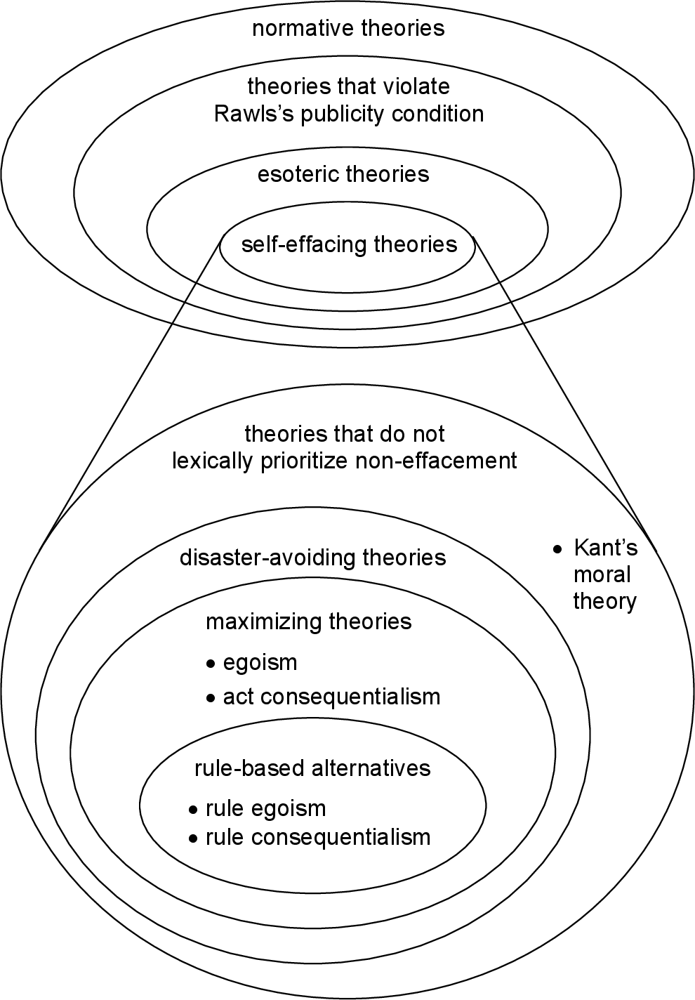 normative theories
theories that violate
Rawls's publicity condition
esoteric theories
self-effacing theories
theories that do not
lexically prioritize non-effacement
disaster-avoiding theories
• Kant's
moral
theory
maximizing theories
• egoism
• act consequentialism
rule-based alternatives
• rule egoism
• rule consequentialism